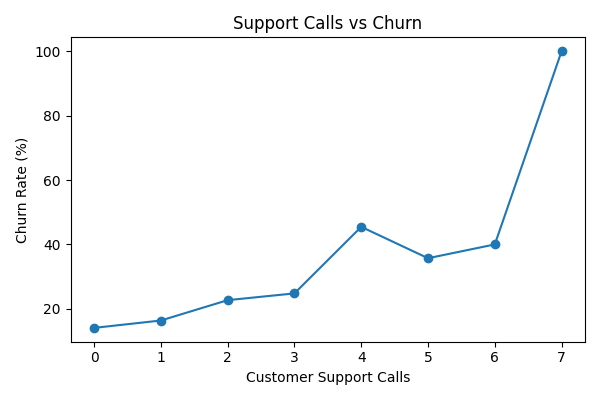 Support Calls vs Churn
Churn Rate (%)
100
80
60
40
20
0 1 2 3 4 5 6 7
Customer Support Calls